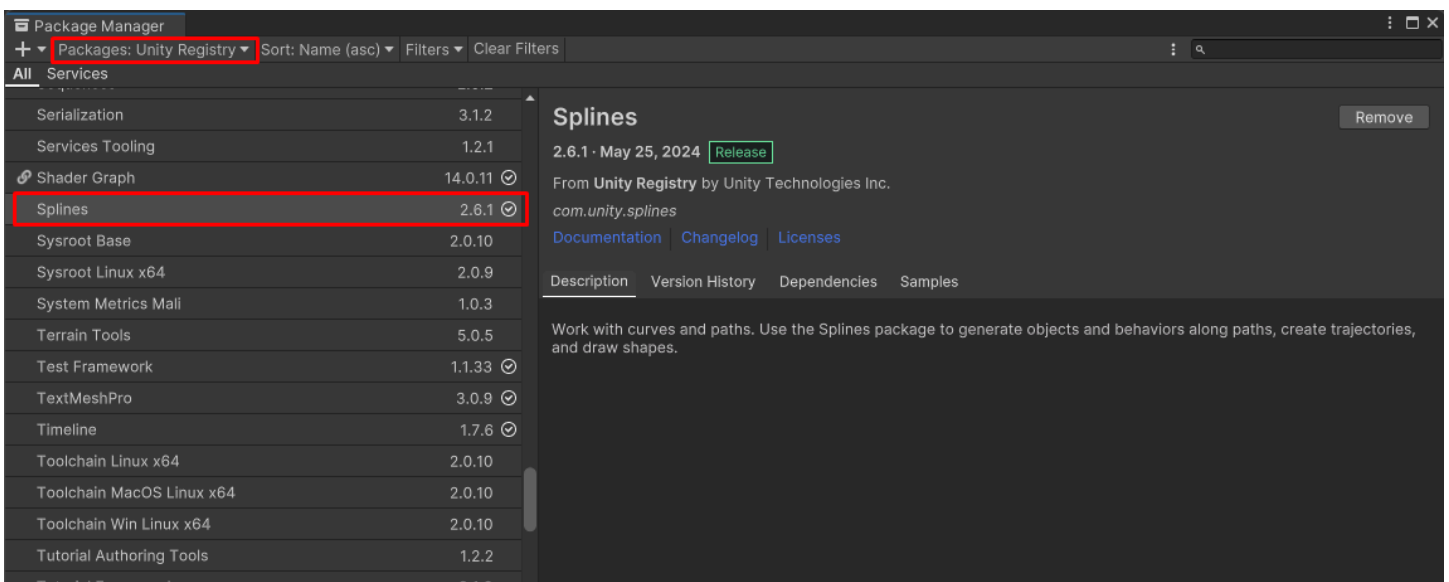 Package Manager
Packages: Unity Registry Sort: Name (asc) Filters Clear Filters
All Services
Serialization 3.1.2
Services Tooling 1.2.1
Shader Graph 14.0.11
Splines 2.6.1
Sysroot Base 2.0.10
Sysroot Linux x64 2.0.9
System Metrics Mali 1.0.3
Terrain Tools 5.0.5
Test Framework 1.1.33
TextMeshPro 3.0.9
Timeline 1.7.6
Toolchain Linux x64 2.0.10
Toolchain MacOS Linux x64 2.0.10
Toolchain Win Linux x64 2.0.10
Tutorial Authoring Tools 1.2.2
Splines
Remove
2.6.1 · May 25, 2024 Release
From Unity Registry by Unity Technologies Inc.
com.unity.splines
Documentation Changelog Licenses
Description Version History Dependencies Samples
Work with curves and paths. Use the Splines package to generate objects and behaviors along paths, create trajectories,
and draw shapes.